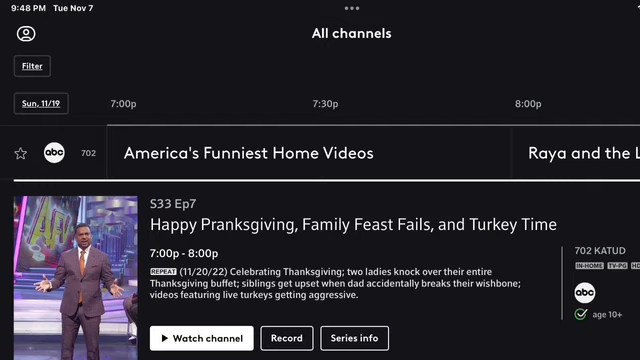 9:48 PM Tue Nov 7
All channels
Filter
Sun, 11/19 7:00p 7:30p 8:00p
abc 702 America's Funniest Home Videos Raya and the L
S33 Ep7
Happy Pranksgiving, Family Feast Fails, and Turkey Time
7:00p - 8:00p
REPEAT (11/20/22) Celebrating Thanksgiving; two ladies knock over their entire
Thanksgiving buffet; siblings get upset when dad accidentally breaks their wishbone;
videos featuring live turkeys getting aggressive.
702 KATUD
IN-HOME TV-PG HD
abc
age 10+
Watch channel Record Series info